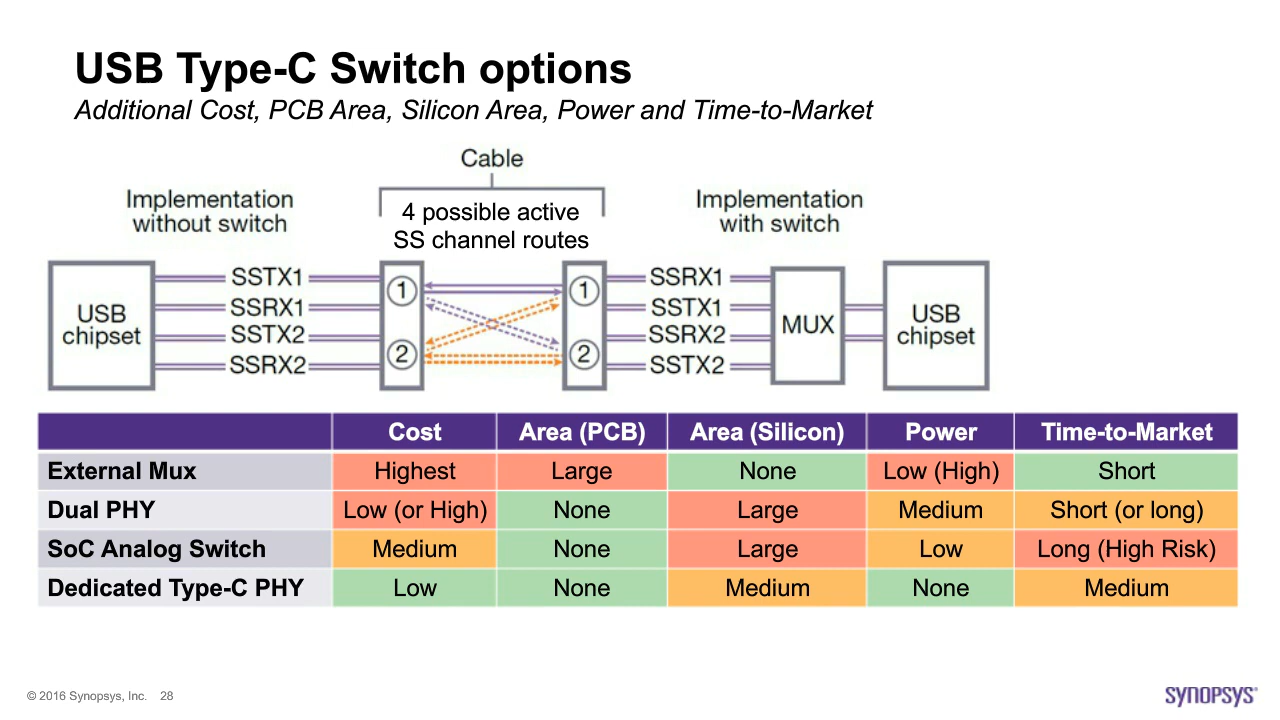 USB Type-C Switch options
Additional Cost, PCB Area, Silicon Area, Power and Time-to-Market
Cable
Implementation
without switch
4 possible active
SS channel routes
Implementation
with switch
USB
chipset
SSTX1
SSRX1
SSTX2
SSRX2
1
2
1
2
SSRX1
SSTX1
SSRX2
SSTX2
MUX
USB
chipset
Cost Area (PCB) Area (Silicon) Power Time-to-Market
External Mux Highest Large None Low (High) Short
Dual PHY Low (or High) None Large Medium Short (or long)
SoC Analog Switch Medium None Large Low Long (High Risk)
Dedicated Type-C PHY Low None Medium None Medium
© 2016 Synopsys, Inc. 28
SYNOPSYS®